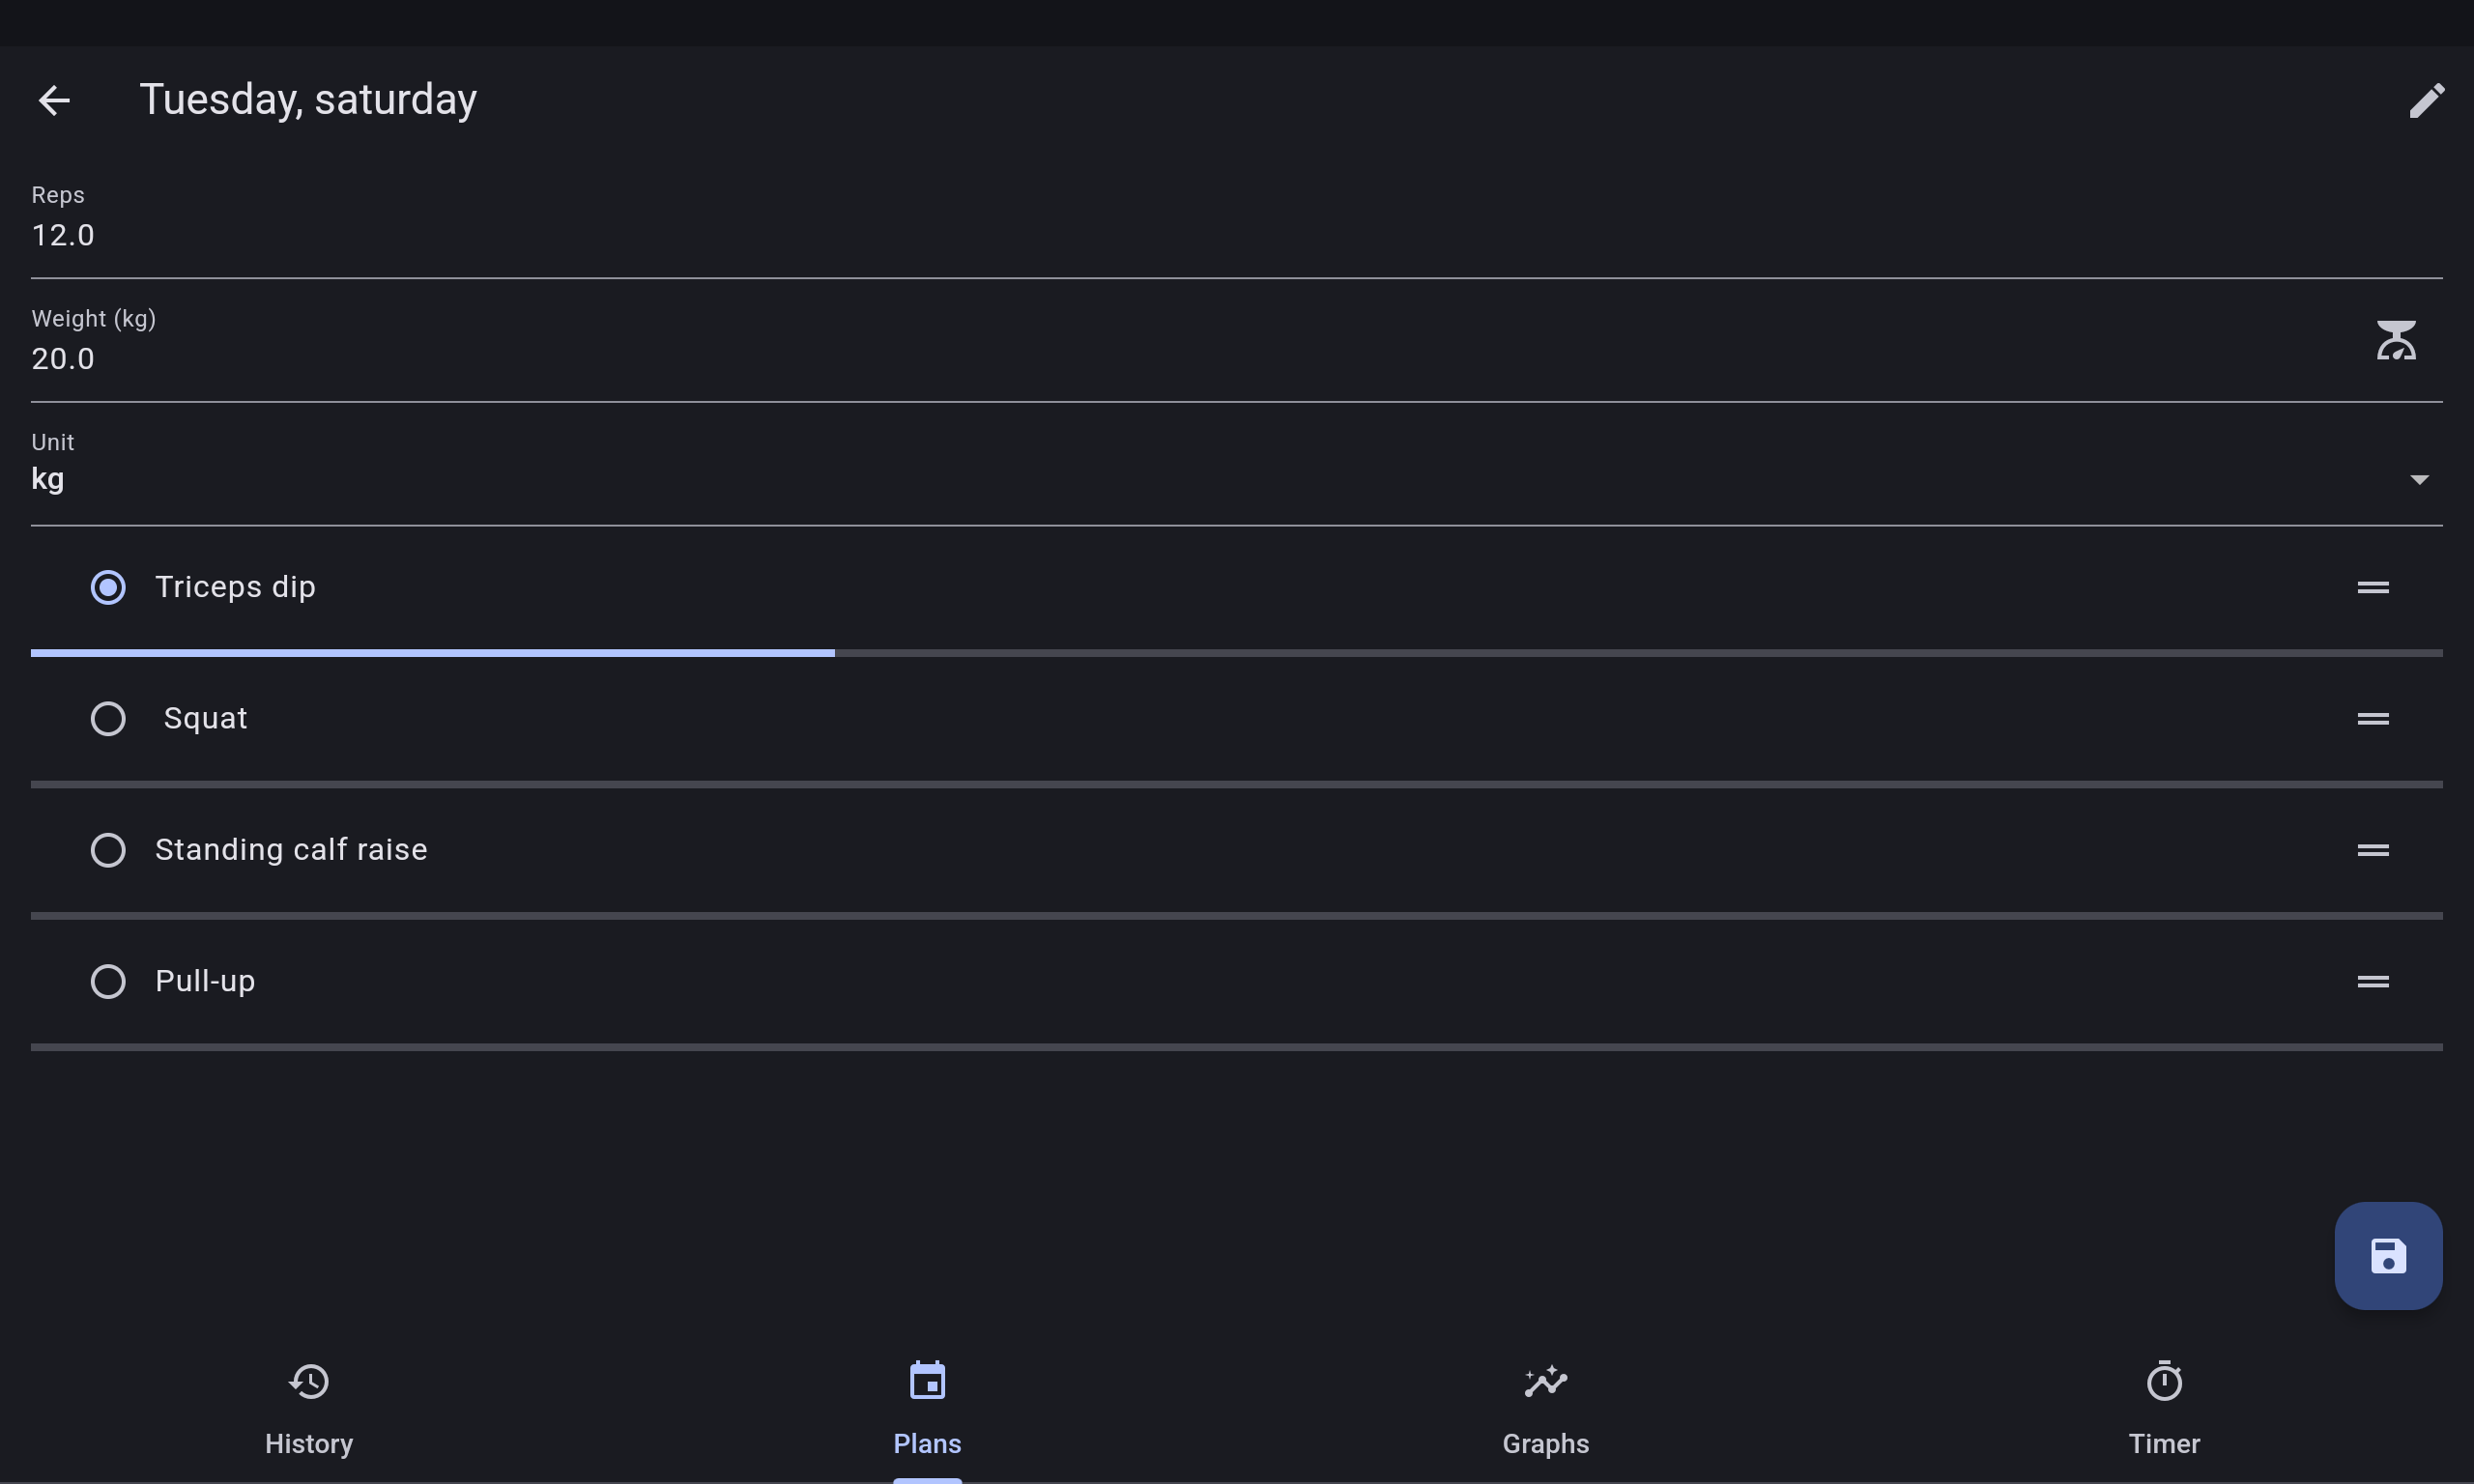 Tuesday, saturday
Reps
12.0
Weight (kg)
20.0
Unit
kg
Triceps dip
Squat
Standing calf raise
Pull-up
History
Plans
Graphs
Timer